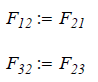 F12 := F21
F32 := F23